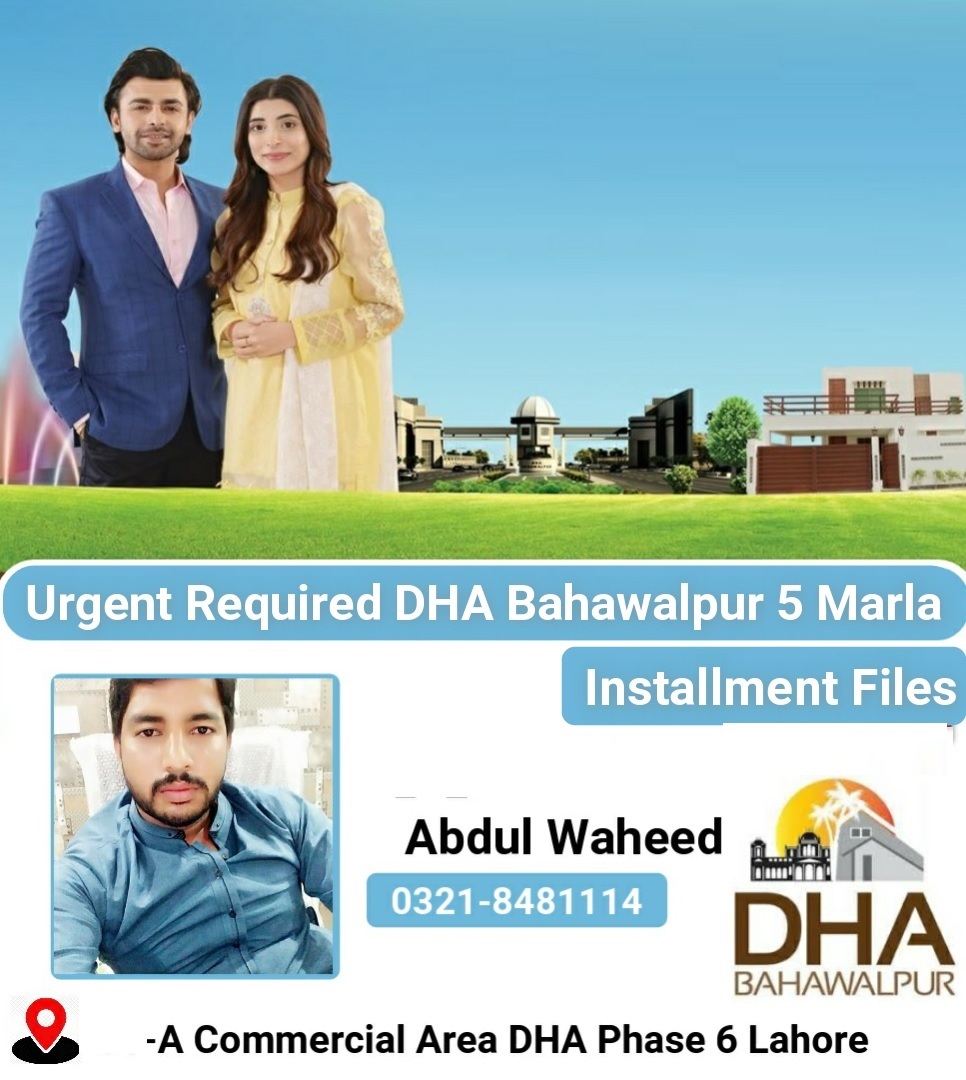 Urgent Required DHA Bahawalpur 5 Marla
Installment Files
Abdul Waheed
0321-8481114
DHA
BAHAWALPUR
-A Commercial Area DHA Phase 6 Lahore